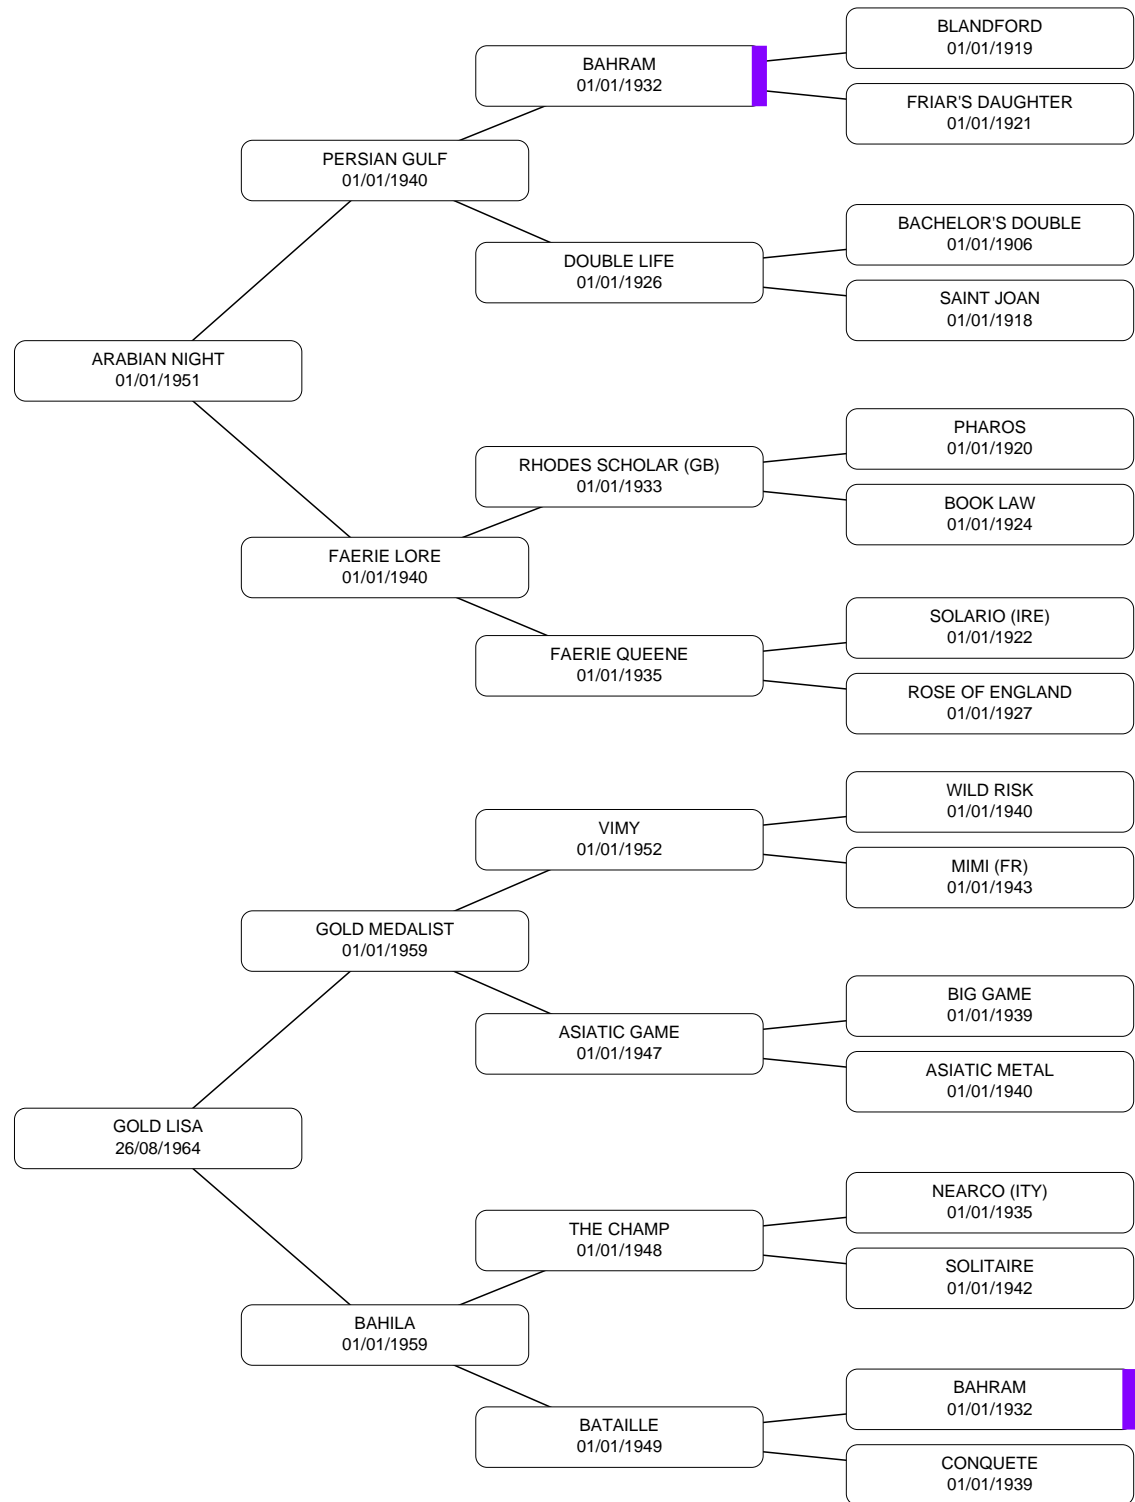 BLANDFORD
01/01/1919
BAHRAM
01/01/1932
FRIAR'S DAUGHTER
01/01/1921
PERSIAN GULF
01/01/1940
BACHELOR'S DOUBLE
01/01/1906
DOUBLE LIFE
01/01/1926
SAINT JOAN
01/01/1918
ARABIAN NIGHT
01/01/1951
PHAROS
01/01/1920
RHODES SCHOLAR (GB)
01/01/1933
BOOK LAW
01/01/1924
FAERIE LORE
01/01/1940
SOLARIO (IRE)
01/01/1922
FAERIE QUEENE
01/01/1935
ROSE OF ENGLAND
01/01/1927
WILD RISK
01/01/1940
VIMY
01/01/1952
MIMI (FR)
01/01/1943
GOLD MEDALIST
01/01/1959
BIG GAME
01/01/1939
ASIATIC GAME
01/01/1947
ASIATIC METAL
01/01/1940
GOLD LISA
26/08/1964
NEARCO (ITY)
01/01/1935
THE CHAMP
01/01/1948
SOLITAIRE
01/01/1942
BAHILA
01/01/1959
BAHRAM
01/01/1932
BATAILLE
01/01/1949
CONQUETE
01/01/1939